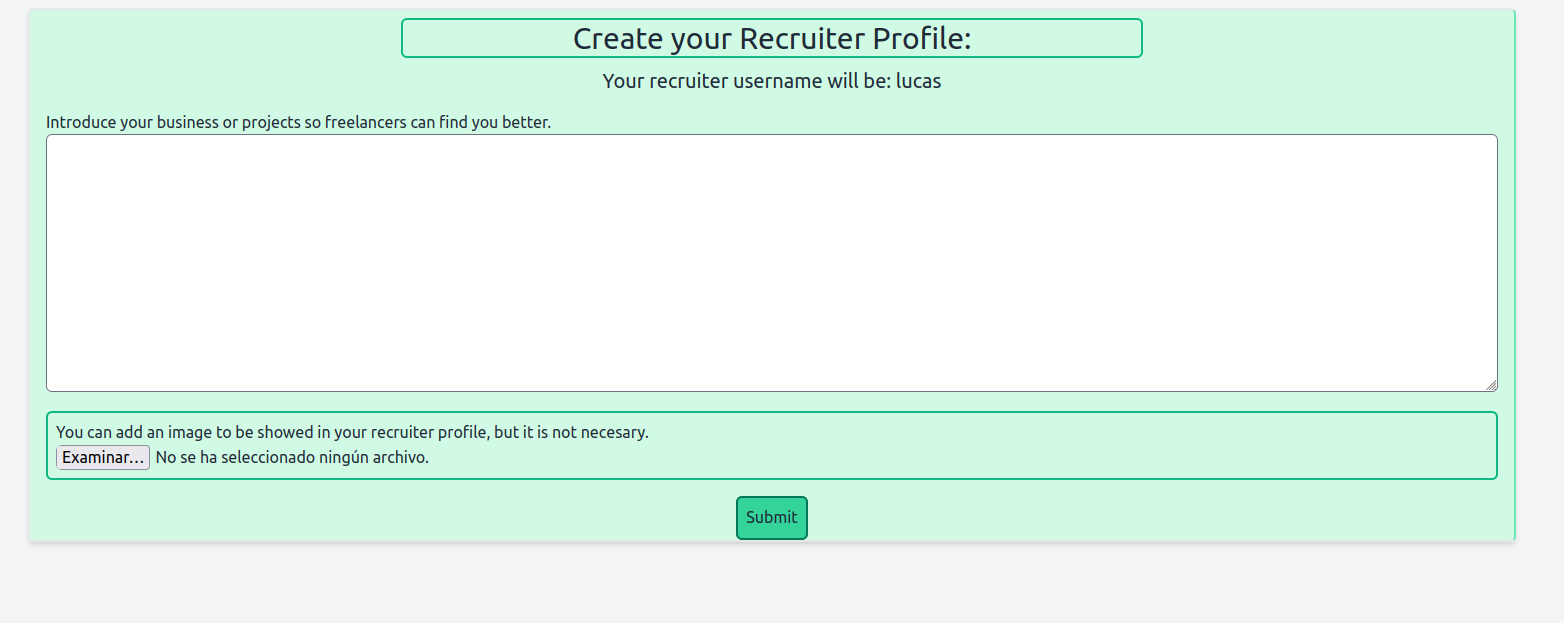 Create your Recruiter Profile:
Your recruiter username will be: lucas
Introduce your business or projects so freelancers can find you better.
You can add an image to be showed in your recruiter profile, but it is not necesary.
Examinar... No se ha seleccionado ningún archivo.
Submit